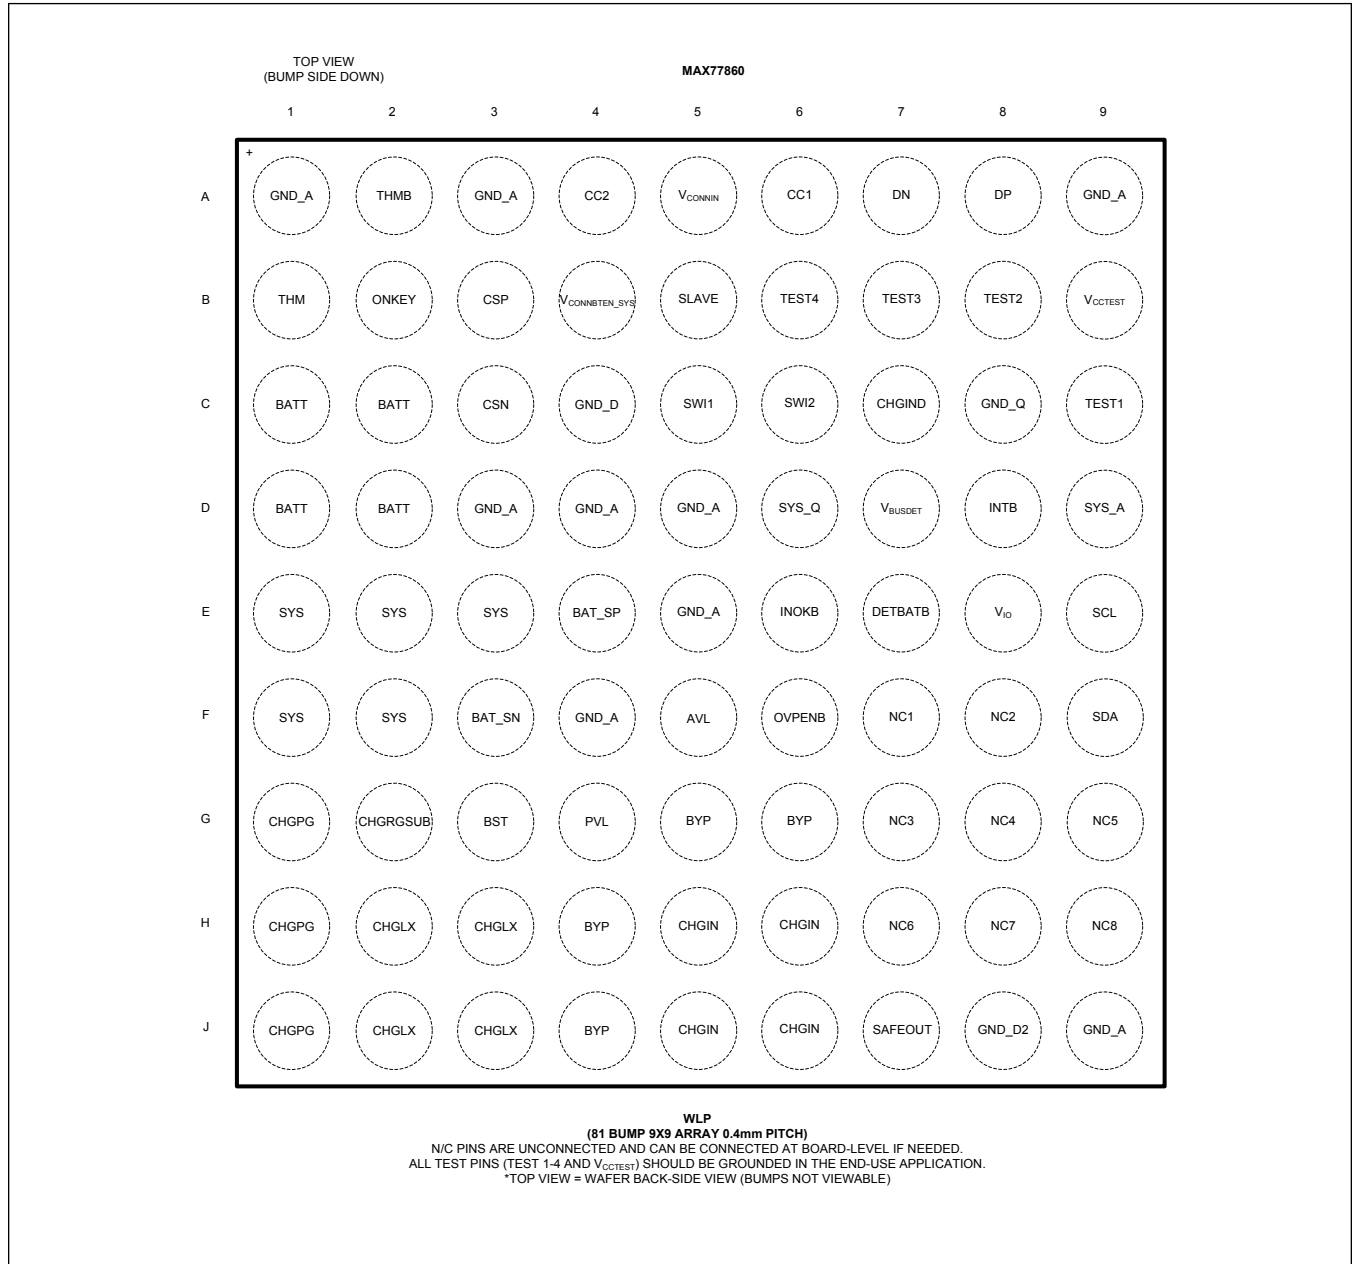 TOP VIEW
(BUMP SIDE DOWN)
MAX77860
1 2 3 4 5 6 7 8 9
+
A GND_A THMB GND_A CC2 VCONNIN CC1 DN DP GND_A
B THM ONKEY CSP VCONNBTEN_SYS SLAVE TEST4 TEST3 TEST2 VCCTEST
C BATT BATT CSN GND_D SWI1 SWI2 CHGIND GND_Q TEST1
D BATT BATT GND_A GND_A GND_A SYS_Q VBUSDET INTB SYS_A
E SYS SYS SYS BAT_SP GND_A INOKB DETBATB VIO SCL
F SYS SYS BAT_SN GND_A AVL OVPENB NC1 NC2 SDA
G CHGPG CHGRGSUB BST PVL BYP BYP NC3 NC4 NC5
H CHGPG CHGLX CHGLX BYP CHGIN CHGIN NC6 NC7 NC8
J CHGPG CHGLX CHGLX BYP CHGIN CHGIN SAFEOUT GND_D2 GND_A
WLP
(81 BUMP 9X9 ARRAY 0.4mm PITCH)
N/C PINS ARE UNCONNECTED AND CAN BE CONNECTED AT BOARD-LEVEL IF NEEDED.
ALL TEST PINS (TEST 1-4 AND VCCTEST) SHOULD BE GROUNDED IN THE END-USE APPLICATION.
*TOP VIEW = WAFER BACK-SIDE VIEW (BUMPS NOT VIEWABLE)